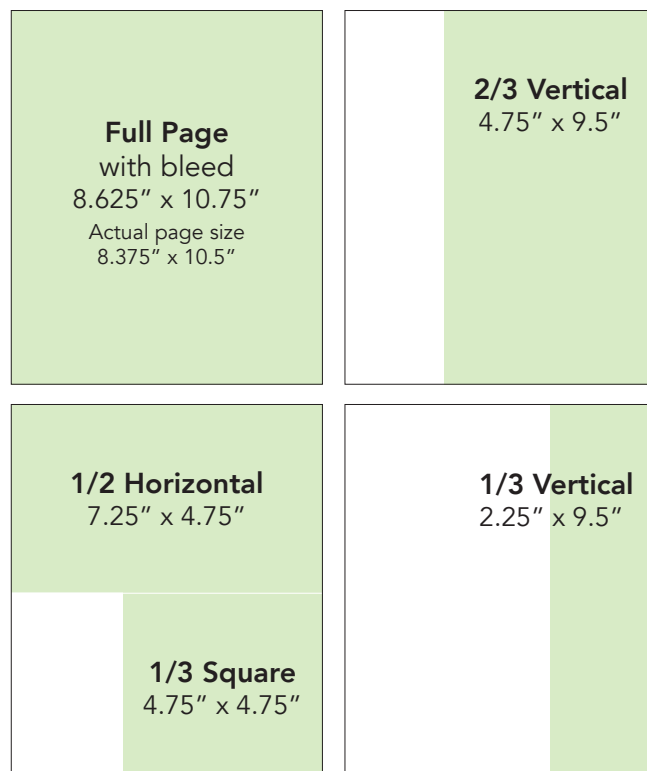 Full Page
with bleed
8.625” x 10.75”
Actual page size
8.375” x 10.5”
2/3 Vertical
4.75” x 9.5”
1/2 Horizontal
7.25” x 4.75”
1/3 Square
4.75” x 4.75”
1/3 Vertical
2.25” x 9.5”